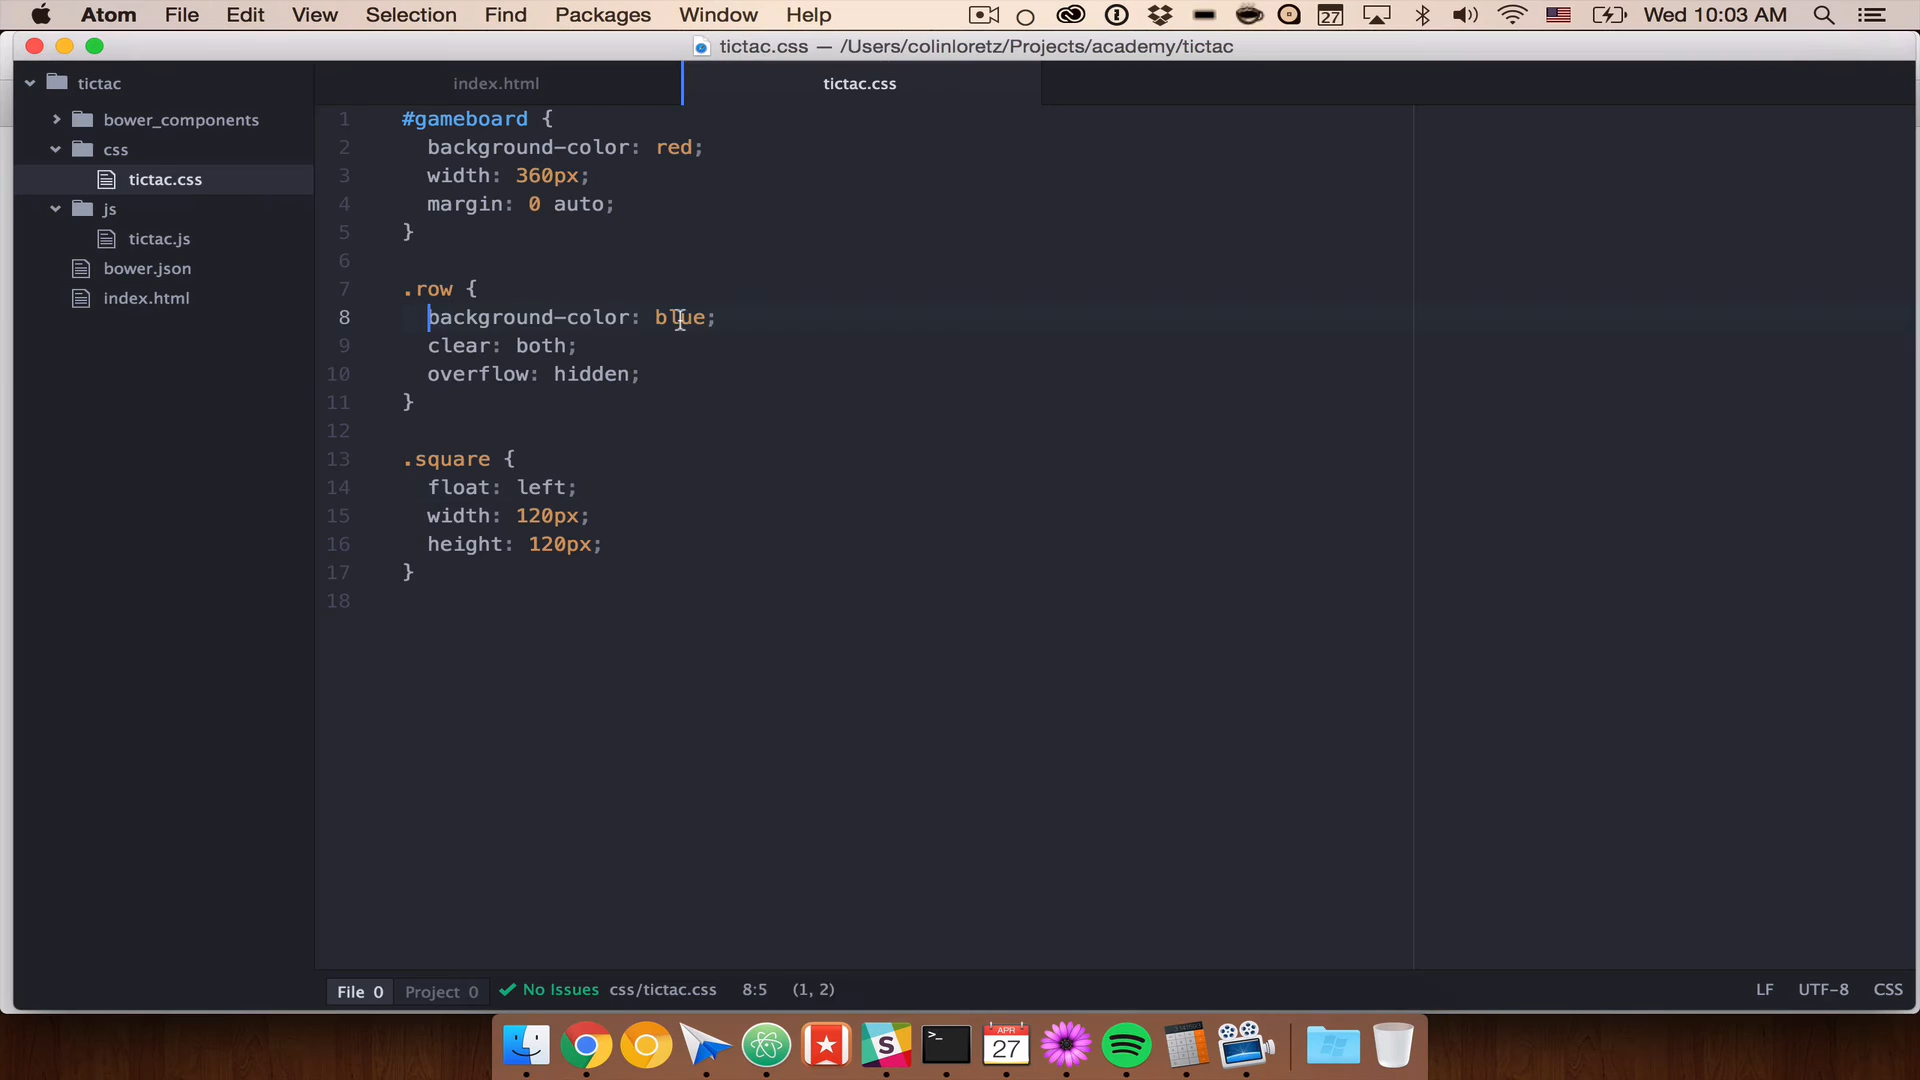 Atom File Edit View Selection Find Packages Window Help 27 Wed 10:03 AM
tictac.css — /Users/colinloretz/Projects/academy/tictac
tictac
bower_components
css
tictac.css
js
tictac.js
bower.json
index.html
index.html tictac.css
1 #gameboard {
2 background-color: red;
3 width: 360px;
4 margin: 0 auto;
5 }
6
7 .row {
8 background-color: blue;
9 clear: both;
10 overflow: hidden;
11 }
12
13 .square {
14 float: left;
15 width: 120px;
16 height: 120px;
17 }
18
File 0 Project 0 No Issues css/tictac.css 8:5 (1, 2) LF UTF-8 CSS
S >_ APR
27